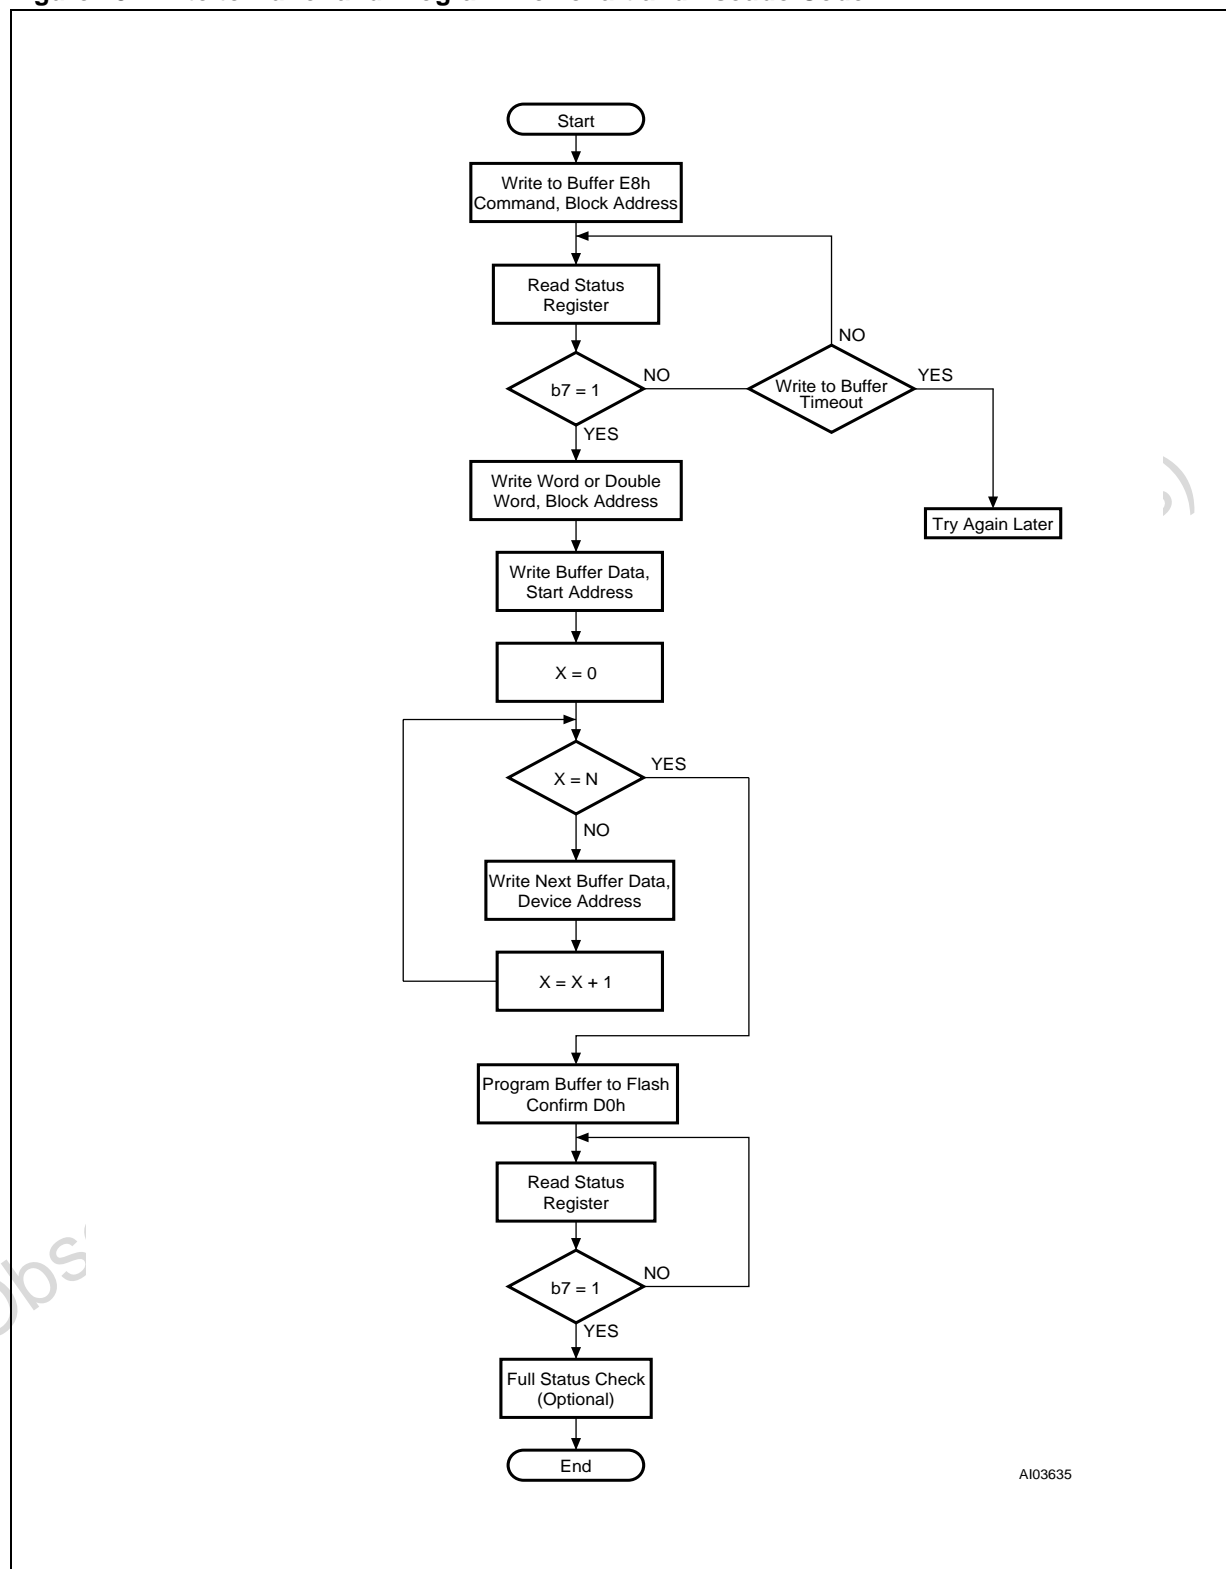 Start
Write to Buffer E8h
Command, Block Address
Read Status
Register
NO
b7 = 1
NO
Write to Buffer
Timeout
YES
YES
Write Word or Double
Word, Block Address
Try Again Later
Write Buffer Data,
Start Address
X = 0
X = N
YES
NO
Write Next Buffer Data,
Device Address
X = X + 1
Program Buffer to Flash
Confirm D0h
Read Status
Register
b7 = 1
NO
YES
Full Status Check
(Optional)
End
AI03635